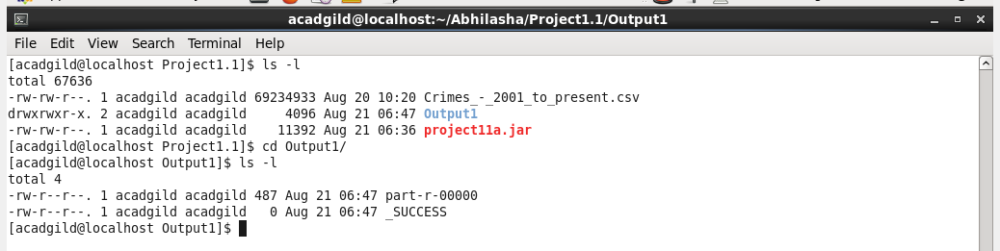 acadgild@localhost:~/Abhilasha/Project1.1/Output1
File Edit View Search Terminal Help
[acadgild@localhost Project1.1]$ ls -l
total 67636
-rw-rw-r--. 1 acadgild acadgild 69234933 Aug 20 10:20 Crimes_-_2001_to_present.csv
drwxrwxr-x. 2 acadgild acadgild     4096 Aug 21 06:47 Output1
-rw-rw-r--. 1 acadgild acadgild    11392 Aug 21 06:36 project11a.jar
[acadgild@localhost Project1.1]$ cd Output1/
[acadgild@localhost Output1]$ ls -l
total 4
-rw-r--r--. 1 acadgild acadgild 487 Aug 21 06:47 part-r-00000
-rw-r--r--. 1 acadgild acadgild   0 Aug 21 06:47 _SUCCESS
[acadgild@localhost Output1]$